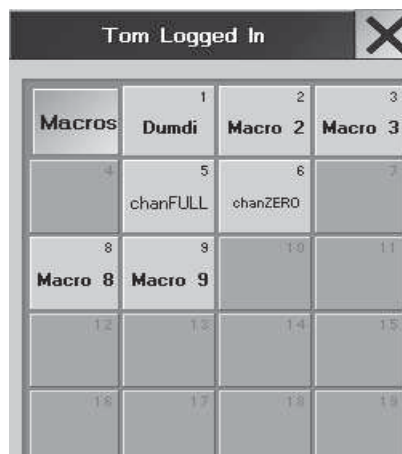 Tom Logged In
Macros
1
Dumdi
2
Macro 2
3
Macro 3
4
5
chanFULL
6
chanZERO
7
8
Macro 8
9
Macro 9
10
11
12
13
14
15
16
17
18
19